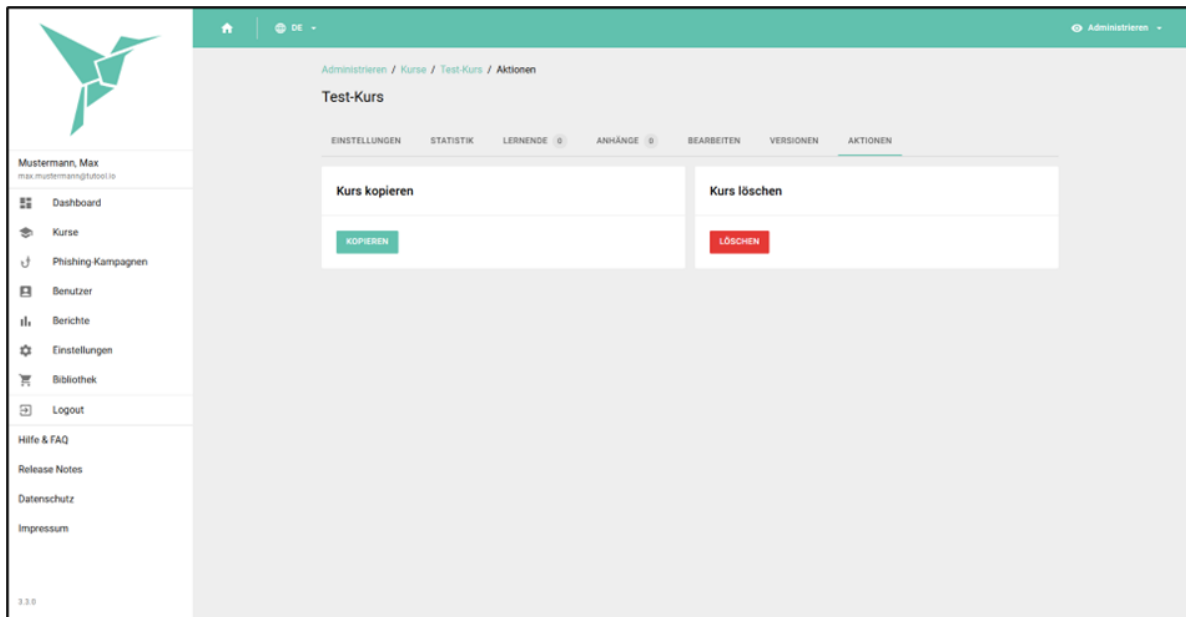 DE
Administrieren
Administrieren / Kurse / Test-Kurs / Aktionen
Test-Kurs
EINSTELLUNGEN STATISTIK LERNENDE 0 ANHÄNGE 0 BEARBEITEN VERSIONEN AKTIONEN
Mustermann, Max
max.mustermann@tutool.io
Dashboard
Kurse
Phishing-Kampagnen
Benutzer
Berichte
Einstellungen
Bibliothek
Logout
Hilfe & FAQ
Release Notes
Datenschutz
Impressum
3.3.0
Kurs kopieren
KOPIEREN
Kurs löschen
LÖSCHEN